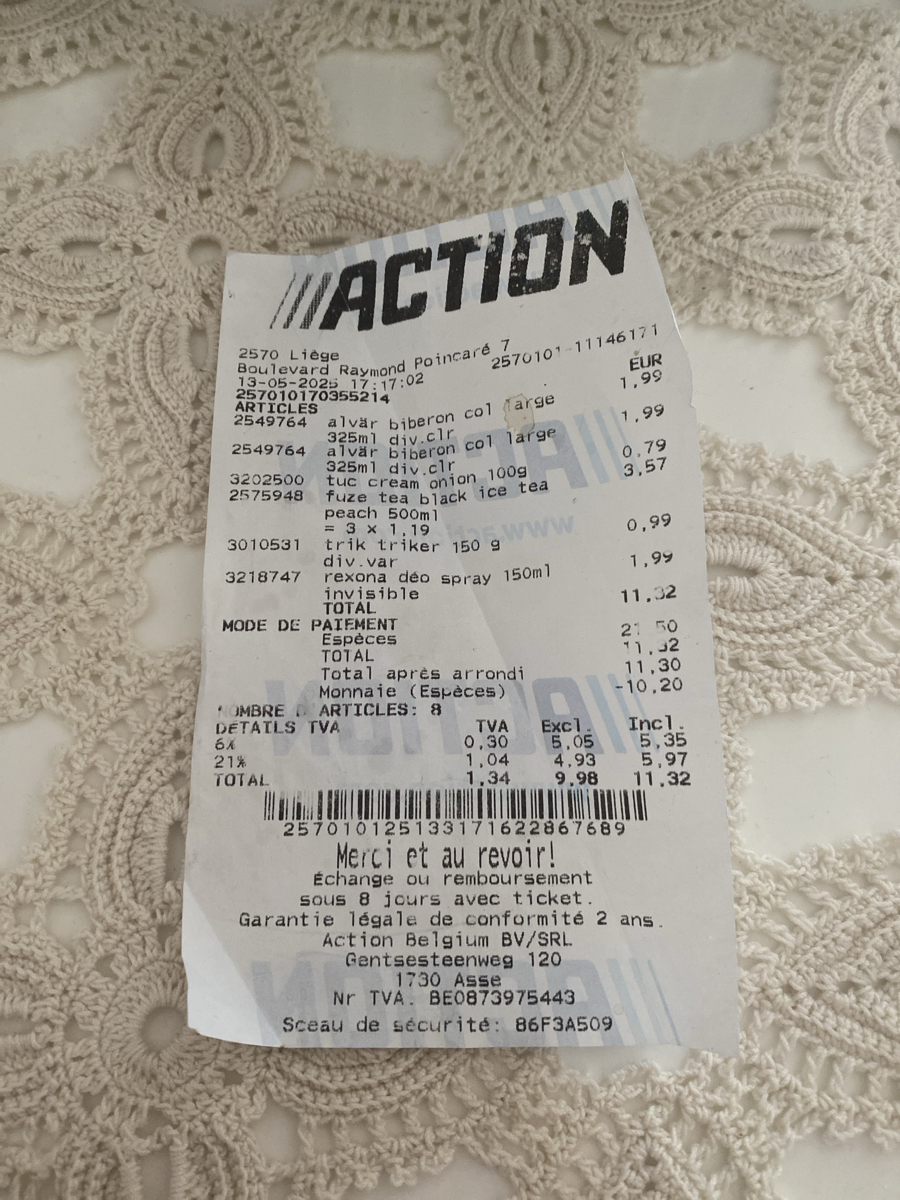 ///ACTION
2570 Liège
Boulevard Raymond Poincaré 7
13-05-2025 17:17:02 2570101-11146171
257010170355214 EUR
ARTICLES
2549764 alvär biberon col large 1,99
325ml div.clr
2549764 alvär biberon col large 1,99
325ml div.clr
3202500 tuc cream onion 100g 0,79
2575948 fuze tea black ice tea 3,57
peach 500ml
= 3 x 1,19
3010531 trik triker 150 g 0,99
div.var
3218747 rexona déo spray 150ml 1,99
invisible
TOTAL 11,32
MODE DE PAIEMENT
Espèces 21,50
TOTAL 11,32
Total après arrondi 11,30
Monnaie (Espèces) -10,20
NOMBRE D'ARTICLES: 8
DÉTAILS TVA TVA Excl. Incl.
6% 0,30 5,05 5,35
21% 1,04 4,93 5,97
TOTAL 1,34 9,98 11,32
257010125133171622867689
Merci et au revoir!
Échange ou remboursement
sous 8 jours avec ticket.
Garantie légale de conformité 2 ans.
Action Belgium BV/SRL
Gentsesteenweg 120
1730 Asse
Nr TVA. BE0873975443
Sceau de sécurité: 86F3A509